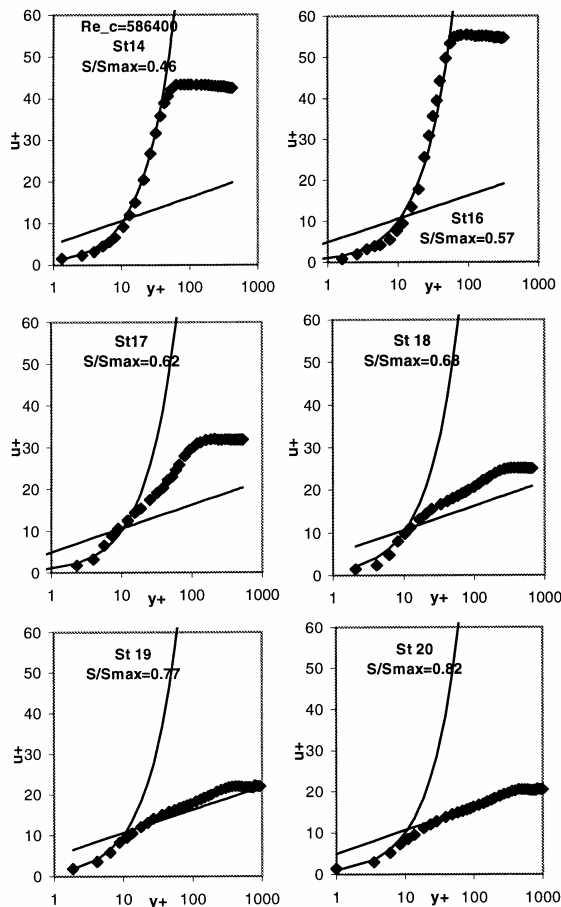 60
50
40
30
20
10
0
u+
Re_c=586400
St14
S/Smax=0.46
1
10
y+
100
1000
60
50
40
30
20
10
0
u+
St16
S/Smax=0.57
1
10
y+
100
1000
60
50
40
30
20
10
0
u+
St17
S/Smax=0.62
1
10
y+
100
1000
60
50
40
30
20
10
0
u+
St 18
S/Smax=0.68
1
10
y+
100
1000
60
50
40
30
20
10
0
u+
St 19
S/Smax=0.77
1
10
y+
100
1000
60
50
40
30
20
10
0
u+
St 20
S/Smax=0.82
1
10
y+
100
1000